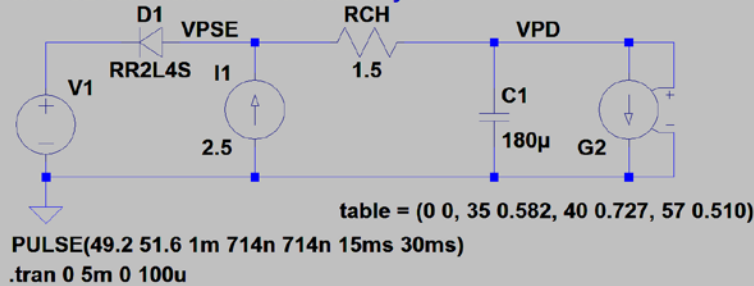 D1
VPSE
RCH
VPD
RR2L4S
I1
1.5
V1
C1
2.5
180µ
G2
table = (0 0, 35 0.582, 40 0.727, 57 0.510)
PULSE(49.2 51.6 1m 714n 714n 15ms 30ms)
.tran 0 5m 0 100u